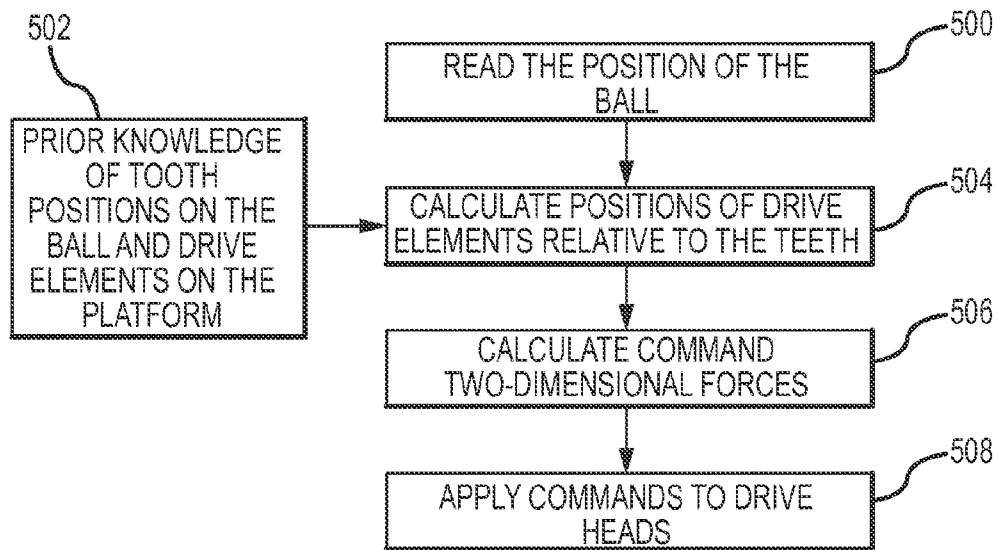 502
500
READ THE POSITION OF THE
BALL
PRIOR KNOWLEDGE
OF TOOTH
POSITIONS ON THE
BALL AND DRIVE
ELEMENTS ON THE
PLATFORM
504
CALCULATE POSITIONS OF DRIVE
ELEMENTS RELATIVE TO THE TEETH
506
CALCULATE COMMAND
TWO-DIMENSIONAL FORCES
508
APPLY COMMANDS TO DRIVE
HEADS